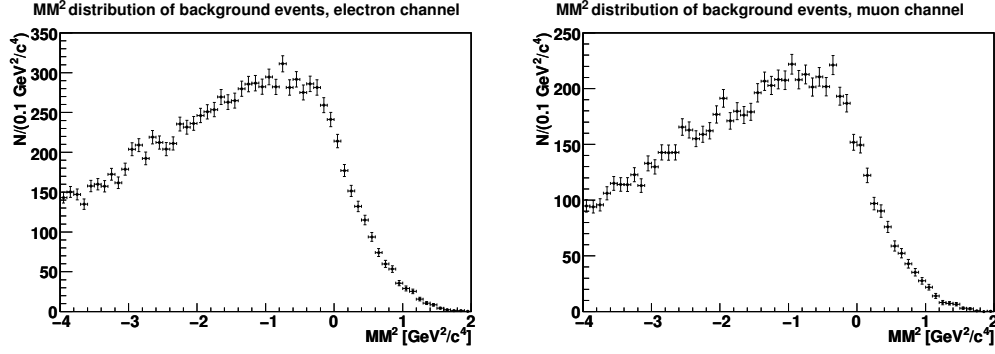 MM² distribution of background events, electron channel
N/(0.1 GeV²/c⁴)
350
300
250
200
150
100
50
0
−4 −3 −2 −1 0 1 2
MM² [GeV²/c⁴]
MM² distribution of background events, muon channel
N/(0.1 GeV²/c⁴)
250
200
150
100
50
0
−4 −3 −2 −1 0 1 2
MM² [GeV²/c⁴]